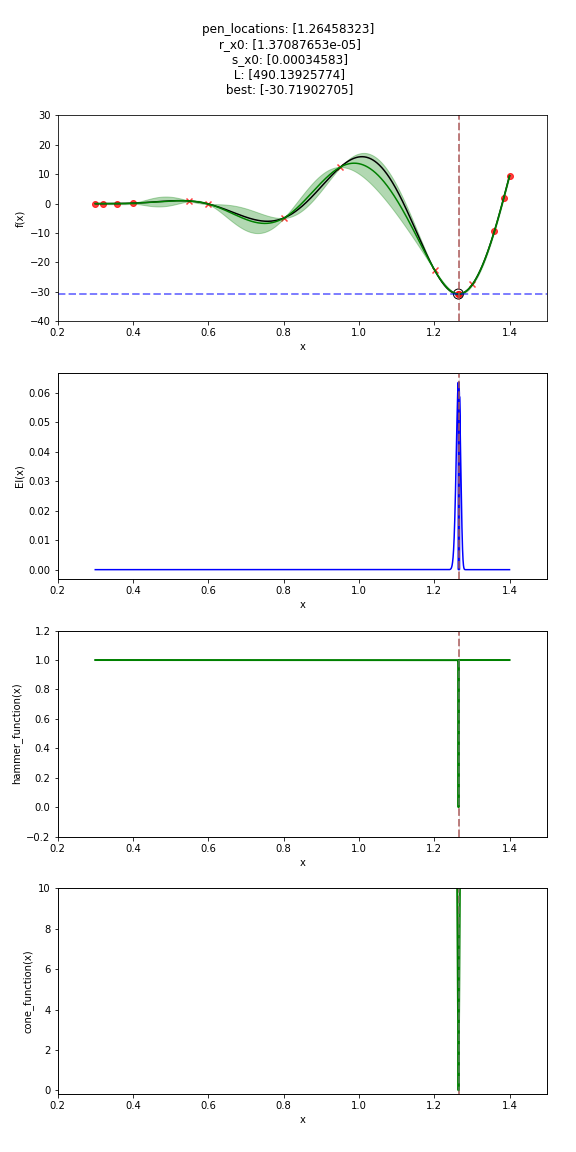 pen_locations: [1.26458323]
r_x0: [1.37087653e-05]
s_x0: [0.00034583]
L: [490.13925774]
best: [-30.71902705]
30
20
10
0
−10
−20
−30
−40
f(x)
0.2 0.4 0.6 0.8 1.0 1.2 1.4
x
0.06
0.05
0.04
0.03
0.02
0.01
0.00
EI(x)
0.2 0.4 0.6 0.8 1.0 1.2 1.4
x
1.2
1.0
0.8
0.6
0.4
0.2
0.0
−0.2
hammer_function(x)
0.2 0.4 0.6 0.8 1.0 1.2 1.4
x
10
8
6
4
2
0
cone_function(x)
0.2 0.4 0.6 0.8 1.0 1.2 1.4
x